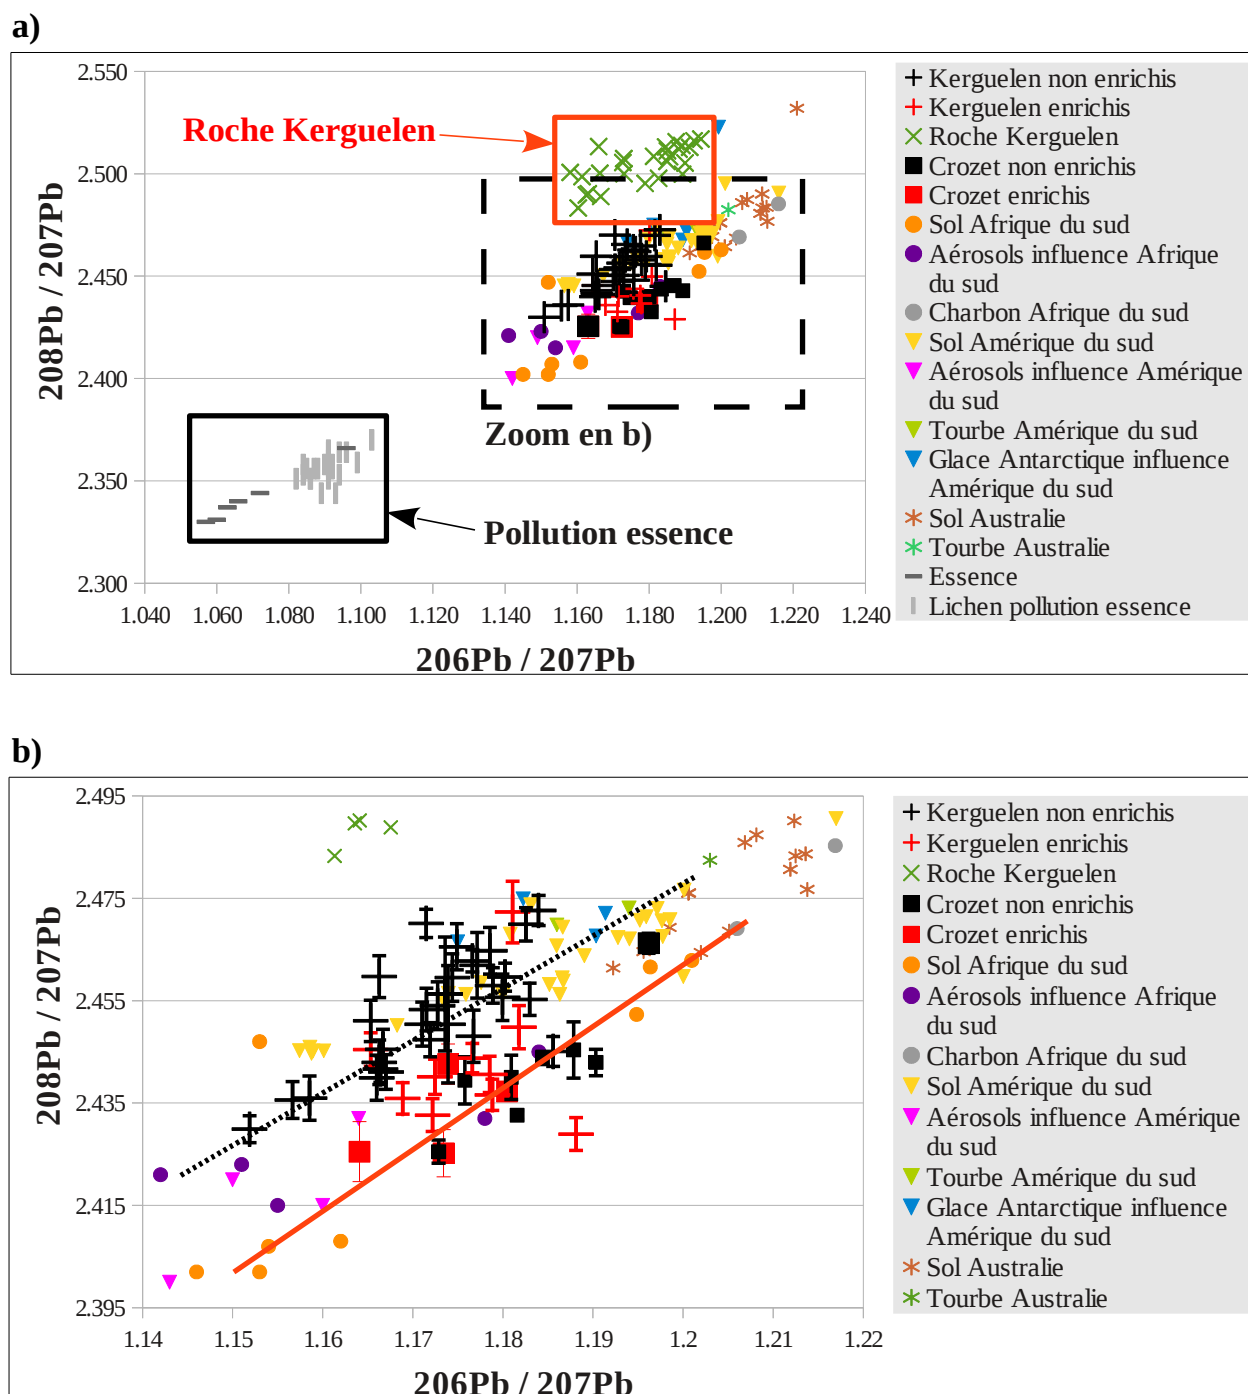 a)
2.550
2.500
2.450
2.400
2.350
2.300
208Pb / 207Pb
Roche Kerguelen
Zoom en b)
Pollution essence
1.040 1.060 1.080 1.100 1.120 1.140 1.160 1.180 1.200 1.220 1.240
206Pb / 207Pb
Kerguelen non enrichis
Kerguelen enrichis
Roche Kerguelen
Crozet non enrichis
Crozet enrichis
Sol Afrique du sud
Aérosols influence Afrique
du sud
Charbon Afrique du sud
Sol Amérique du sud
Aérosols influence Amérique
du sud
Tourbe Amérique du sud
Glace Antarctique influence
Amérique du sud
Sol Australie
Tourbe Australie
Essence
Lichen pollution essence
b)
2.495
2.475
2.455
2.435
2.415
2.395
208Pb / 207Pb
1.14 1.15 1.16 1.17 1.18 1.19 1.2 1.21 1.22
206Pb / 207Pb
Kerguelen non enrichis
Kerguelen enrichis
Roche Kerguelen
Crozet non enrichis
Crozet enrichis
Sol Afrique du sud
Aérosols influence Afrique
du sud
Charbon Afrique du sud
Sol Amérique du sud
Aérosols influence Amérique
du sud
Tourbe Amérique du sud
Glace Antarctique influence
Amérique du sud
Sol Australie
Tourbe Australie